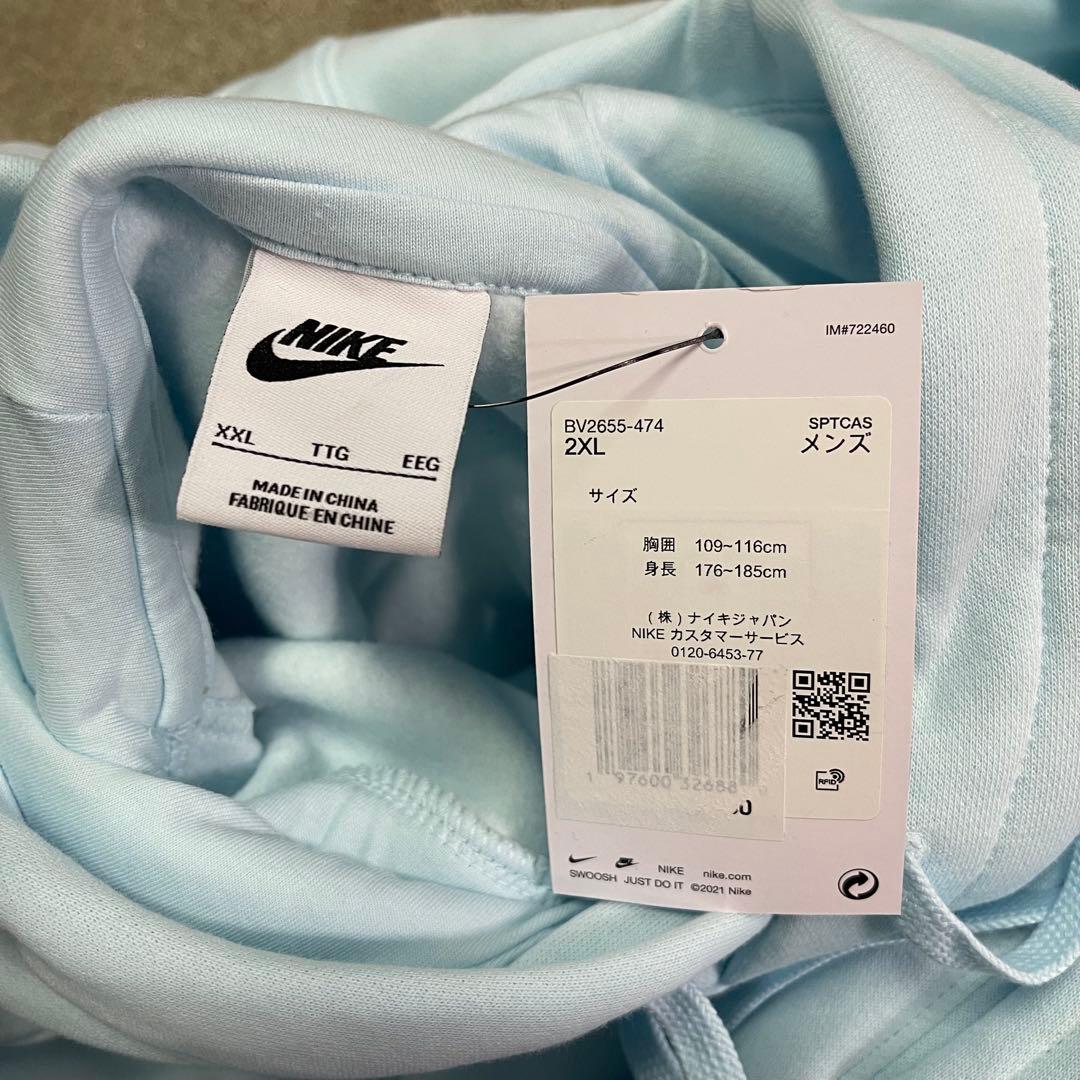 NIKE
XXL TTG EEG
MADE IN CHINA
FABRIQUE EN CHINE
IM#722460
BV2655-474 SPTCAS
2XL メンズ
サイズ
胸囲 109~116cm
身長 176~185cm
(株)ナイキジャパン
NIKE カスタマーサービス
0120-6453-77
1 97600 32688
RFID
NIKE nike.com
SWOOSH JUST DO IT ©2021 Nike